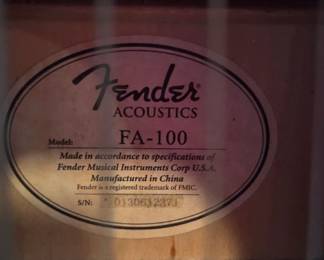 Fender
ACOUSTICS
Model: FA-100
Made in accordance to specifications of
Fender Musical Instruments Corp U.S.A.
Manufactured in China
Fender is a registered trademark of FMIC.
S/N: